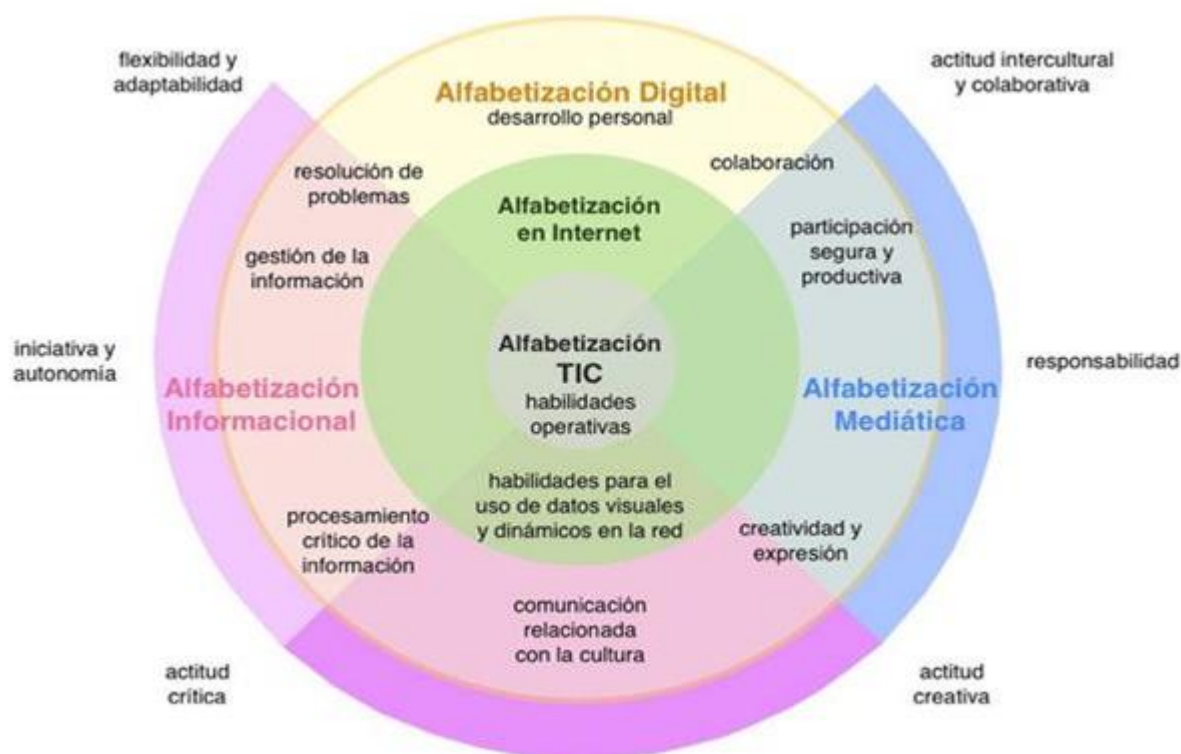 flexibilidad y
adaptabilidad
actitud intercultural
y colaborativa
Alfabetización Digital
desarrollo personal
resolución de
problemas
colaboración
Alfabetización
en Internet
gestión de la
información
participación
segura y
productiva
iniciativa y
autonomía
Alfabetización
TIC
habilidades
operativas
responsabilidad
Alfabetización
Informacional
Alfabetización
Mediática
habilidades para el
uso de datos visuales
y dinámicos en la red
procesamiento
crítico de la
información
creatividad y
expresión
comunicación
relacionada
con la cultura
actitud
crítica
actitud
creativa